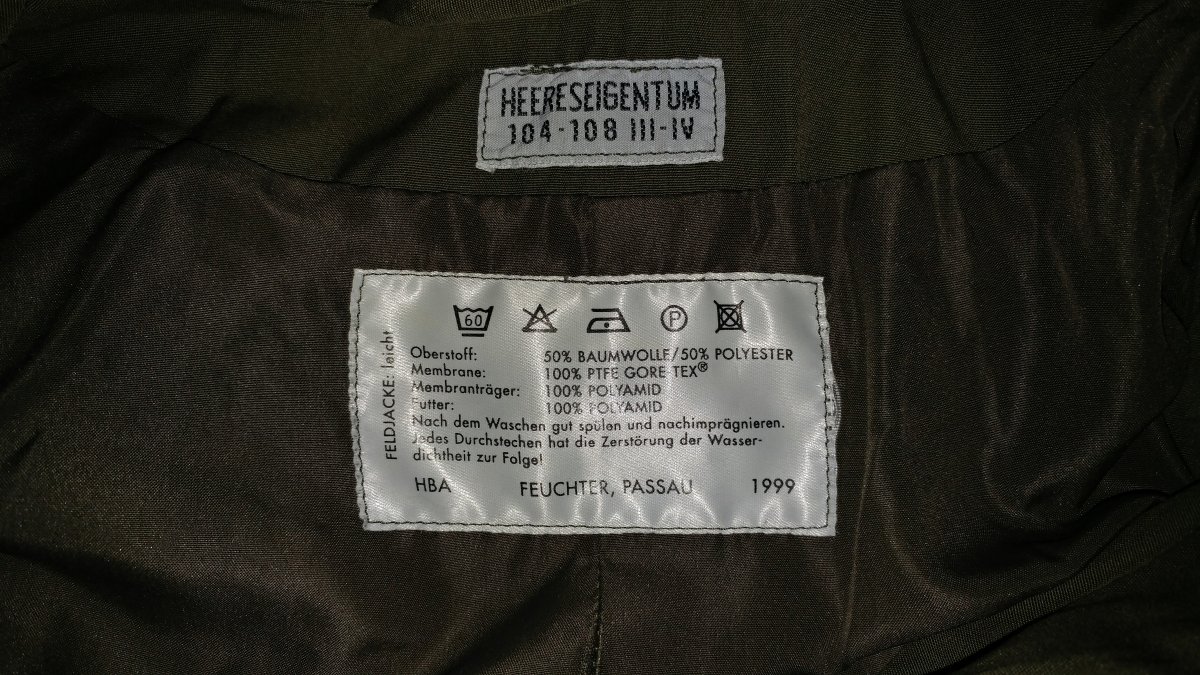 HEERESEIGENTUM
104-108 III-IV
60
P
FELDJACKE: leicht
Oberstoff: 50% BAUMWOLLE/50% POLYESTER
Membrane: 100% PTFE GORE TEX®
Membranträger: 100% POLYAMID
Futter: 100% POLYAMID
Nach dem Waschen gut spülen und nachimprägnieren.
Jedes Durchstechen hat die Zerstörung der Wasser-
dichtheit zur Folge!
HBA FEUCHTER, PASSAU 1999